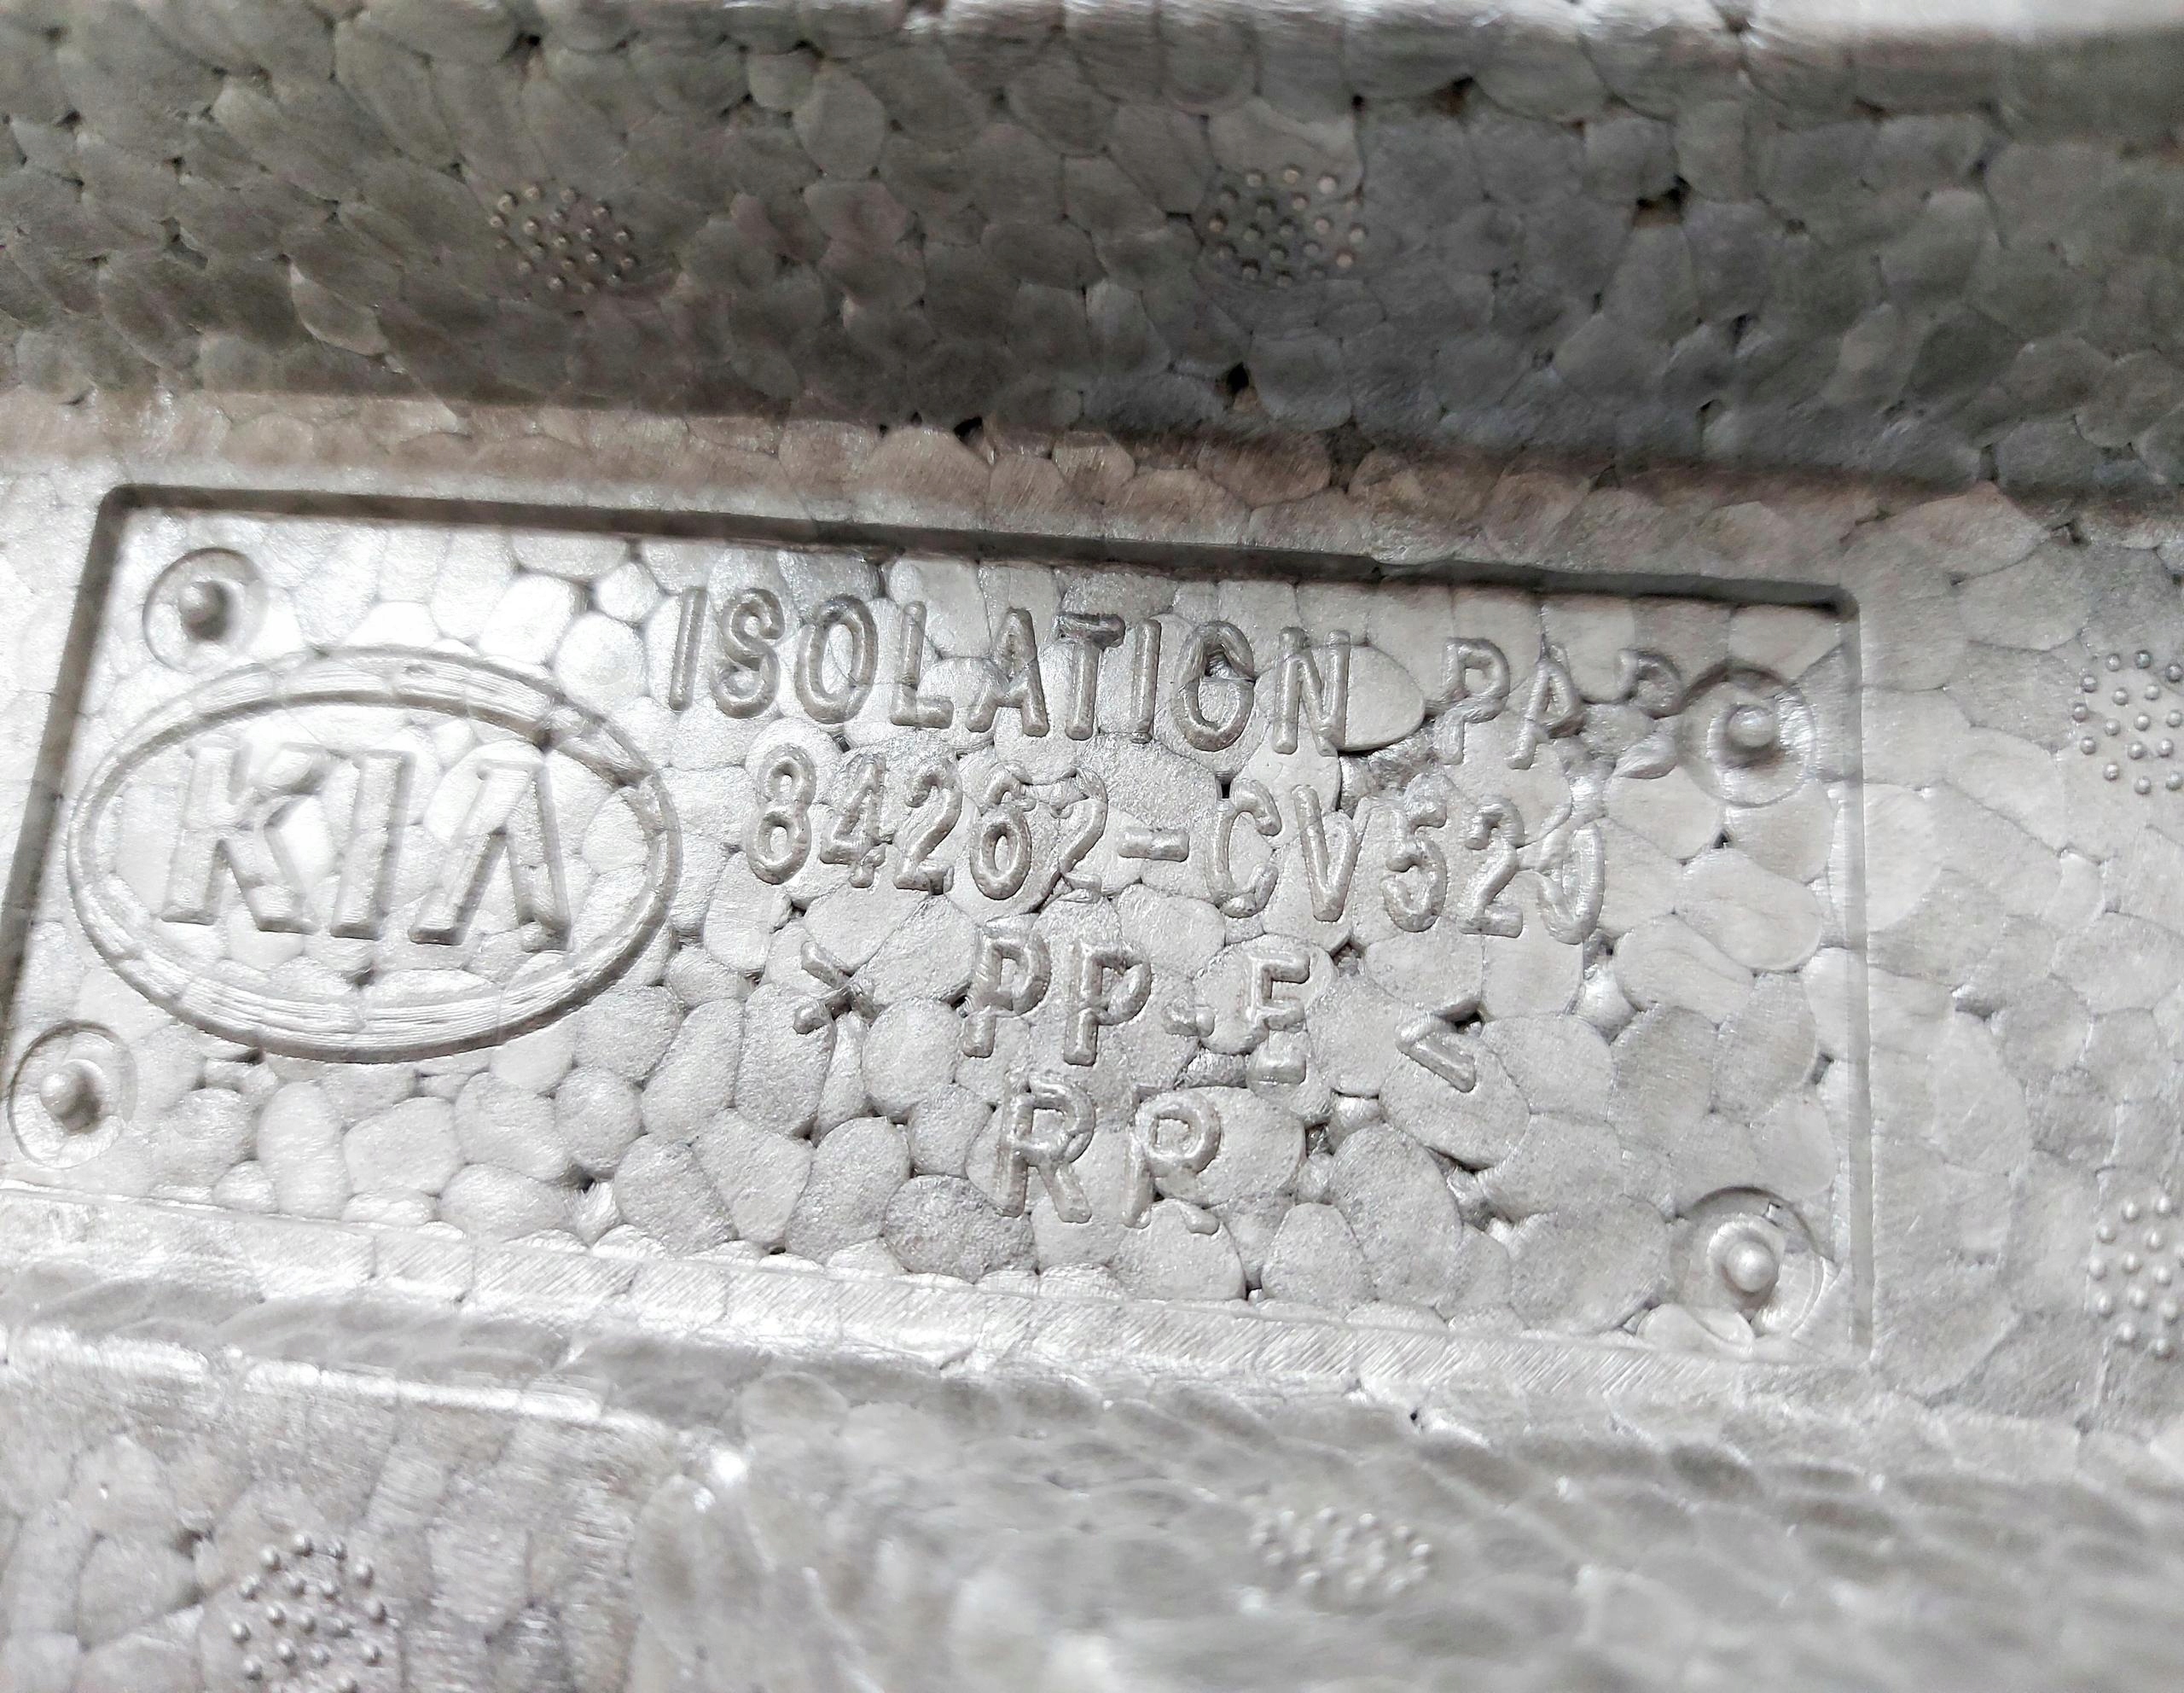 KIA
ISOLATION PAD
84262-CV520
> PP-E <
RR